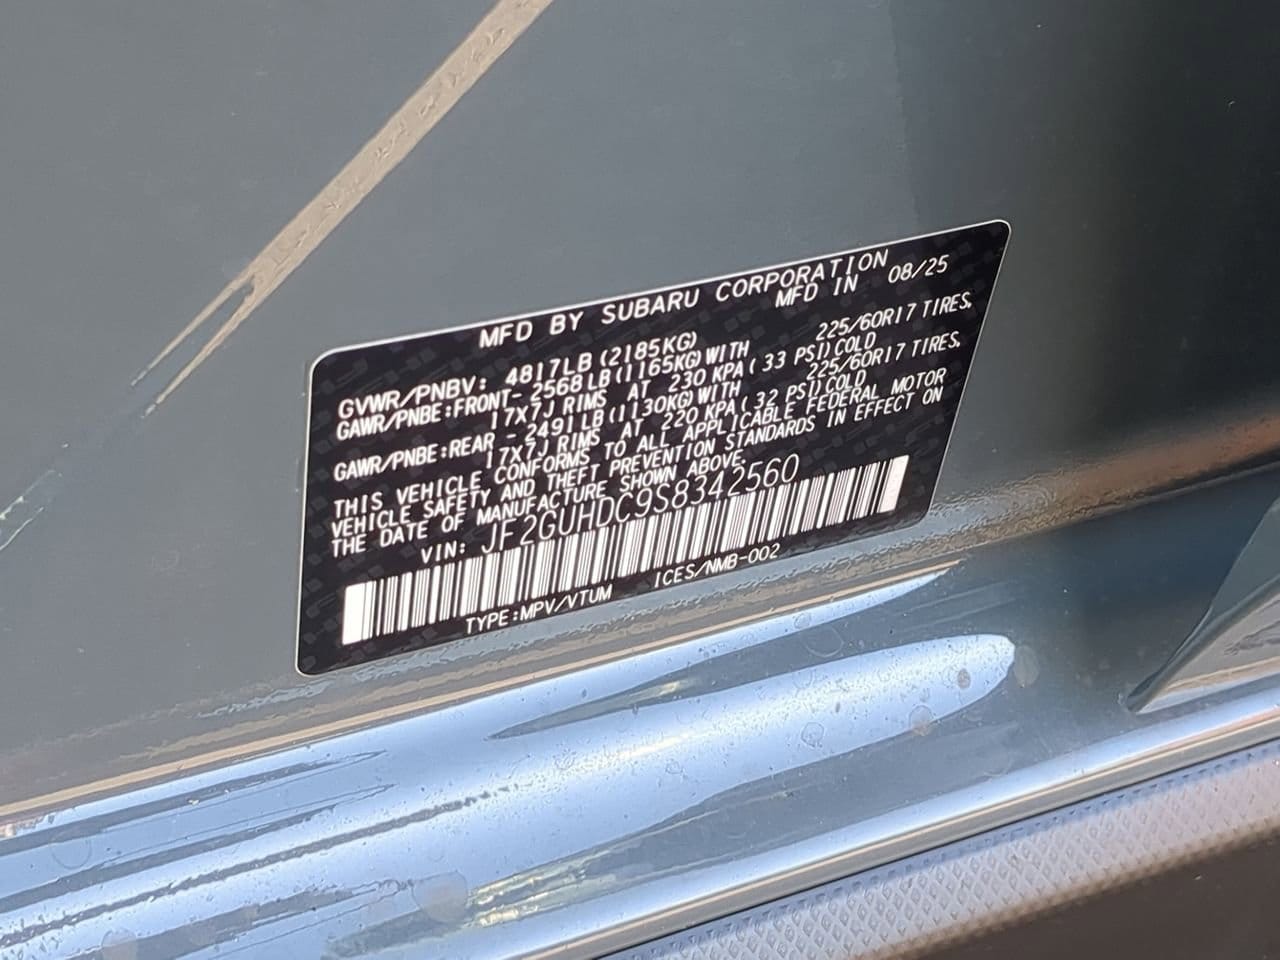 MFD BY SUBARU CORPORATION
MFD IN 08/25
GVWR/PNBV: 4817LB (2185KG)
GAWR/PNBE:FRONT- 2568LB(1165KG)WITH 225/60R17 TIRES,
17X7J RIMS AT 230 KPA( 33 PSI)COLD
GAWR/PNBE:REAR - 2491LB(1130KG)WITH 225/60R17 TIRES,
17X7J RIMS AT 220 KPA( 32 PSI)COLD
THIS VEHICLE CONFORMS TO ALL APPLICABLE FEDERAL MOTOR
VEHICLE SAFETY AND THEFT PREVENTION STANDARDS IN EFFECT ON
THE DATE OF MANUFACTURE SHOWN ABOVE.
VIN: JF2GUHDC9S8342560
TYPE:MPV/VTUM ICES/NMB-002